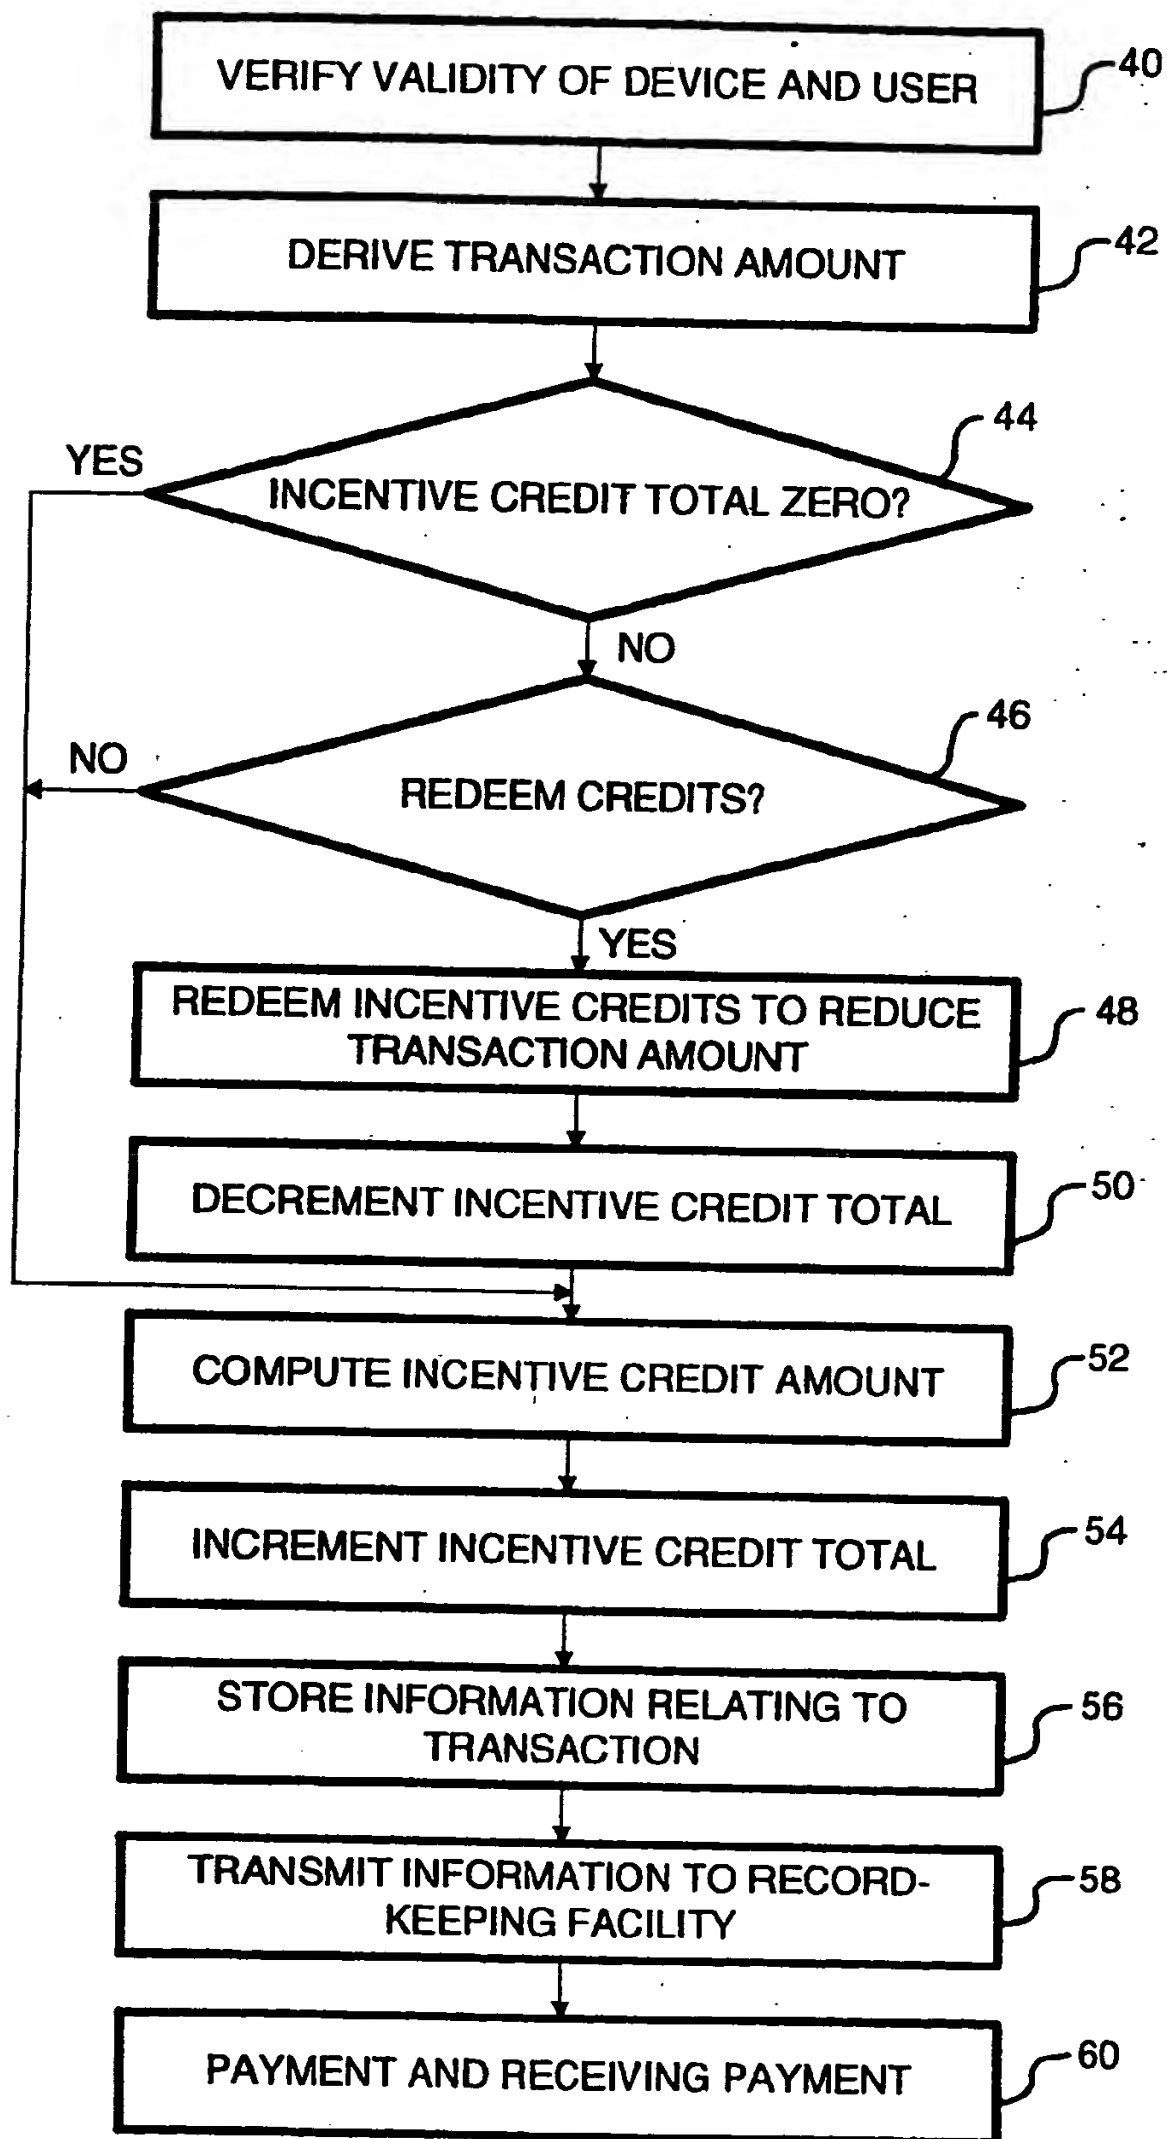 VERIFY VALIDITY OF DEVICE AND USER
40
DERIVE TRANSACTION AMOUNT
42
44
YES
INCENTIVE CREDIT TOTAL ZERO?
NO
46
NO
REDEEM CREDITS?
YES
REDEEM INCENTIVE CREDITS TO REDUCE
TRANSACTION AMOUNT
48
DECREMENT INCENTIVE CREDIT TOTAL
50
COMPUTE INCENTIVE CREDIT AMOUNT
52
INCREMENT INCENTIVE CREDIT TOTAL
54
STORE INFORMATION RELATING TO
TRANSACTION
56
TRANSMIT INFORMATION TO RECORD-
KEEPING FACILITY
58
PAYMENT AND RECEIVING PAYMENT
60